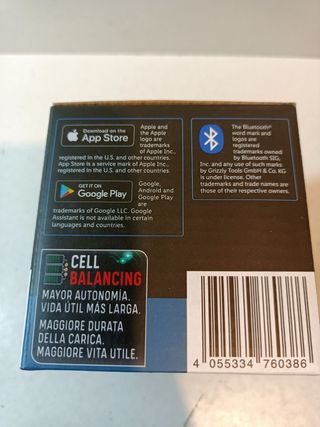 Download on the
App Store
Apple and
the Apple
logo are
trademarks
of Apple Inc.,
registered in the U.S. and other countries.
App Store is a service mark of Apple Inc.,
registered in the U.S. and other countries.
GET IT ON
Google Play
Google,
Android and
Google Play
are
trademarks of Google LLC. Google
Assistant is not available in certain
languages and countries.
The Bluetooth®
word mark and
logos are
registered
trademarks owned
by Bluetooth SIG,
Inc. and any use of such marks
by Grizzly Tools GmbH & Co. KG
is under license. Other
trademarks and trade names are
those of their respective owners.
CELL
BALANCING
MAYOR AUTONOMÍA.
VIDA ÚTIL MÁS LARGA.
MAGGIORE DURATA
DELLA CARICA.
MAGGIORE VITA UTILE.
4 055334 760386